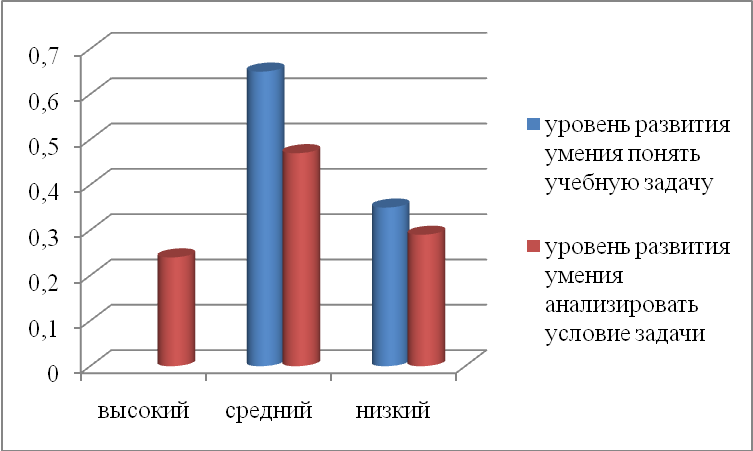 0,7
0,6
0,5
0,4
0,3
0,2
0,1
0
высокий
средний
низкий
уровень развития
умения понять
учебную задачу
уровень развития
умения
анализировать
условие задачи